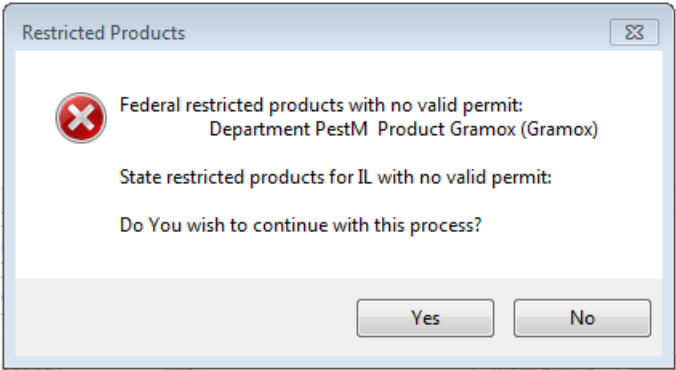 Restricted Products
Federal restricted products with no valid permit:
Department PestM  Product Gramox (Gramox)
State restricted products for IL with no valid permit:
Do You wish to continue with this process?
Yes
No